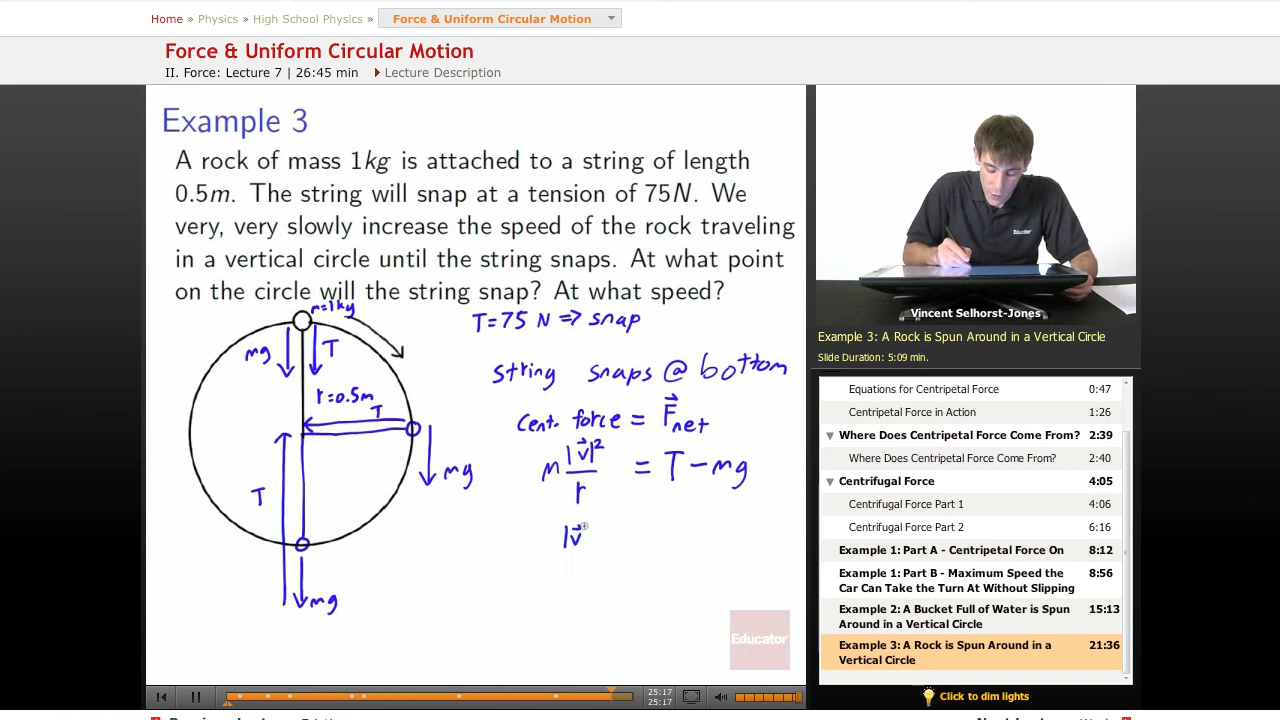 Home » Physics » High School Physics » Force & Uniform Circular Motion
Force & Uniform Circular Motion
II. Force: Lecture 7 | 26:45 min Lecture Description
Example 3
A rock of mass 1kg is attached to a string of length
0.5m. The string will snap at a tension of 75N. We
very, very slowly increase the speed of the rock traveling
in a vertical circle until the string snaps. At what point
on the circle will the string snap? At what speed?
m=1kg
mg
T
r=0.5m
T
mg
T
mg
T=75 N => snap
string snaps @ bottom
cent. force = F⃗net
m|v⃗|²/r = T-mg
|v⃗
Educator
Educator
Vincent Selhorst-Jones
Example 3: A Rock is Spun Around in a Vertical Circle
Slide Duration: 5:09 min.
Equations for Centripetal Force 0:47
Centripetal Force in Action 1:26
Where Does Centripetal Force Come From? 2:39
Where Does Centripetal Force Come From? 2:40
Centrifugal Force 4:05
Centrifugal Force Part 1 4:06
Centrifugal Force Part 2 6:16
Example 1: Part A - Centripetal Force On 8:12
Example 1: Part B - Maximum Speed the
Car Can Take the Turn At Without Slipping 8:56
Example 2: A Bucket Full of Water is Spun 15:13
Around in a Vertical Circle
Example 3: A Rock is Spun Around in a 21:36
Vertical Circle
25:17
25:17
Click to dim lights